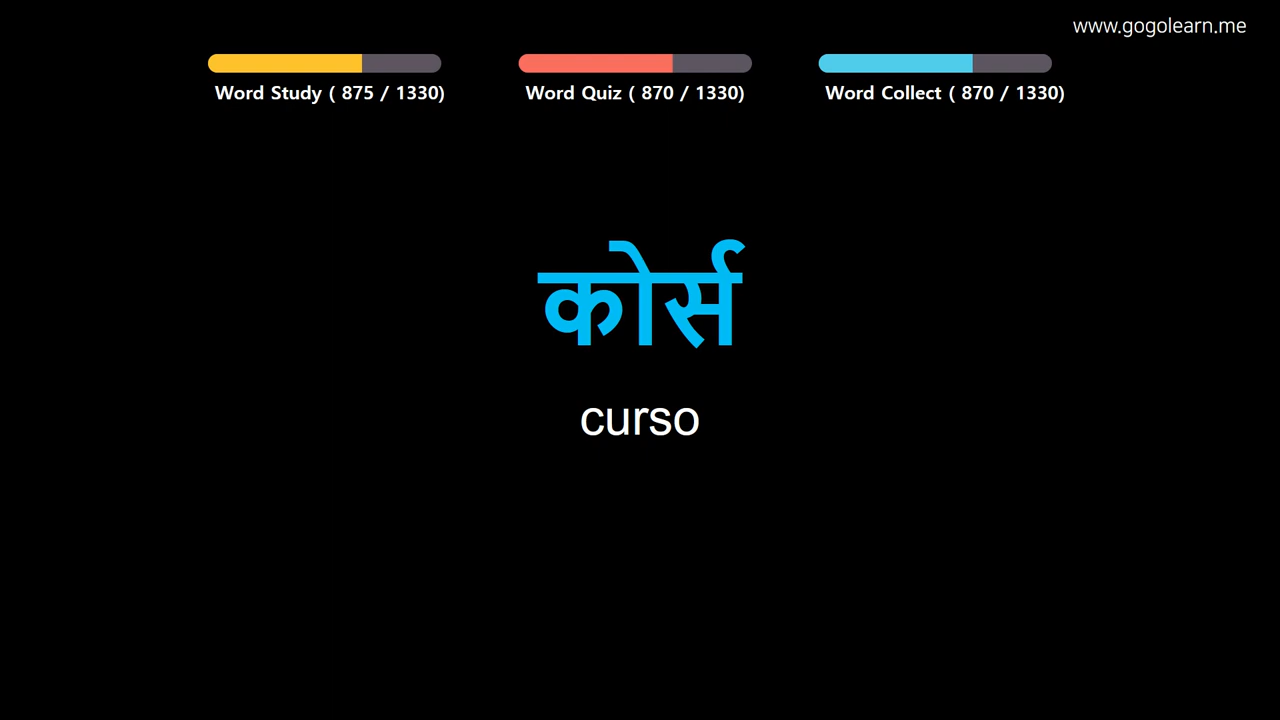 www.gogolearn.me
Word Study ( 875 / 1330)
Word Quiz ( 870 / 1330)
Word Collect ( 870 / 1330)
कोर्स
curso